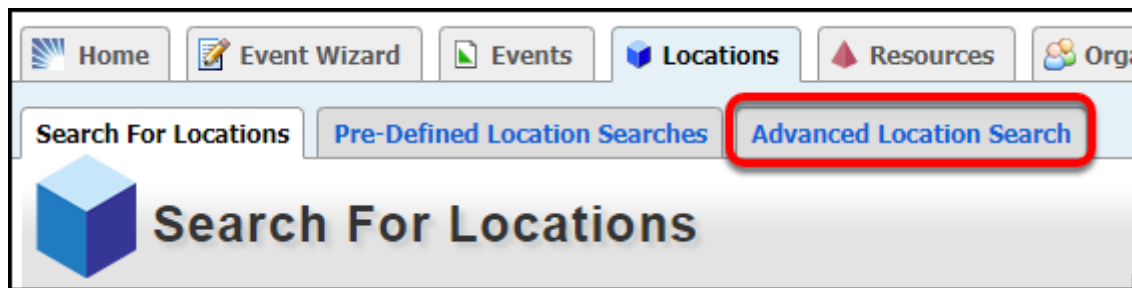 Home Event Wizard Events Locations Resources
Search For Locations Pre-Defined Location Searches Advanced Location Search
Search For Locations